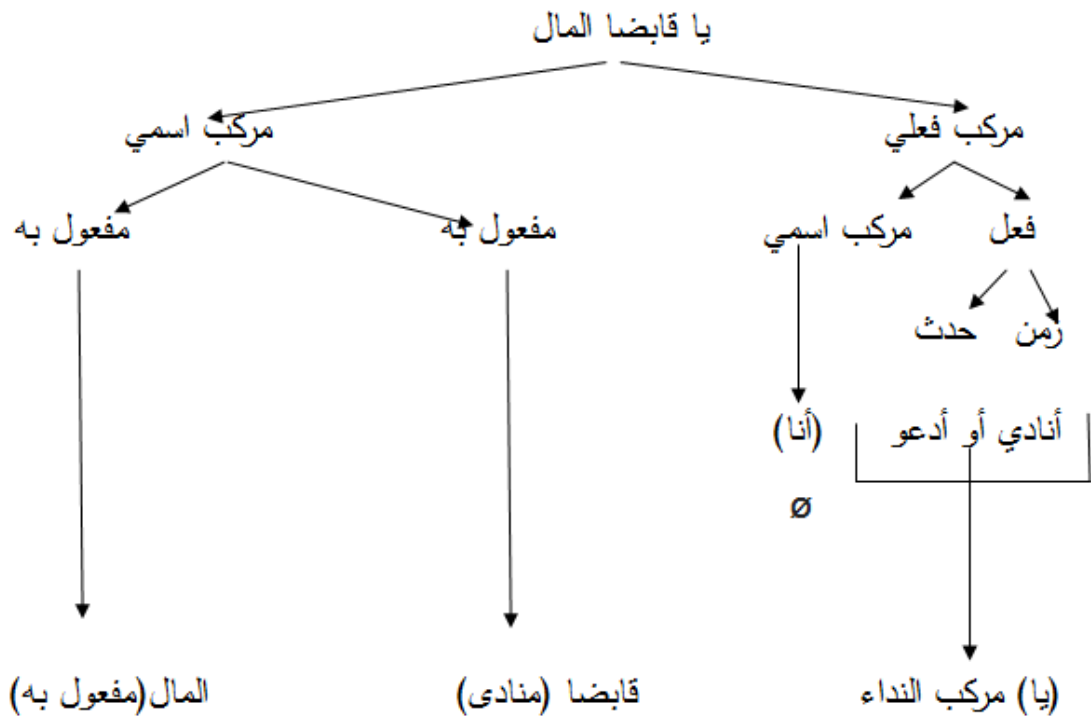 يا قابضا المال
مركب فعلي
مركب اسمي
فعل
مركب اسمي
مفعول به
مفعول به
زمن
حدث
أنادي أو أدعو
(أنا)
Ø
(يا) مركب النداء
قابضا (منادى)
المال(مفعول به)